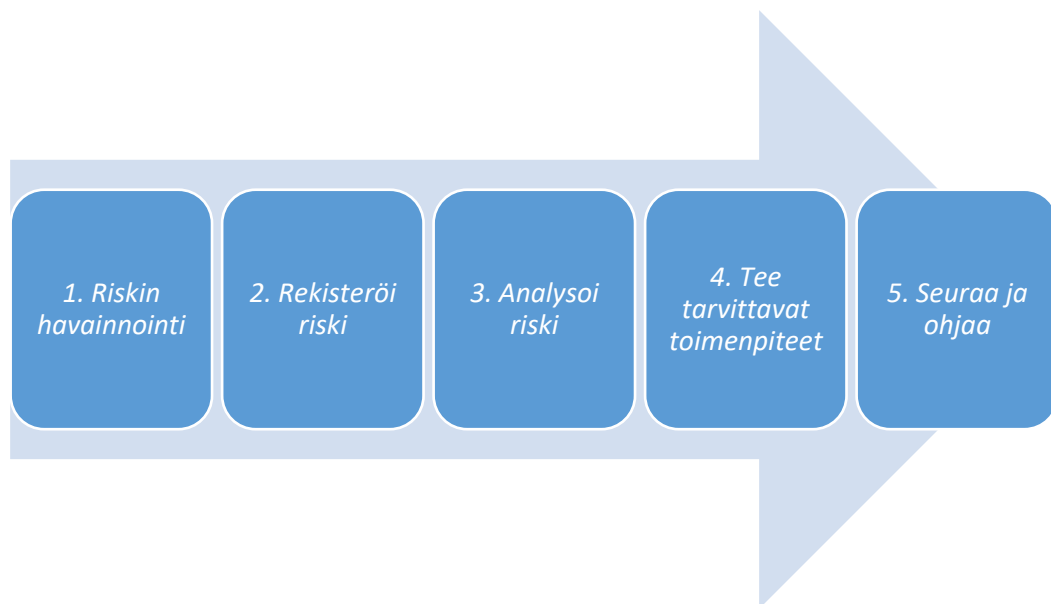 1. Riskin
havainnointi
2. Rekisteröi
riski
3. Analysoi
riski
4. Tee
tarvittavat
toimenpiteet
5. Seuraa ja
ohjaa